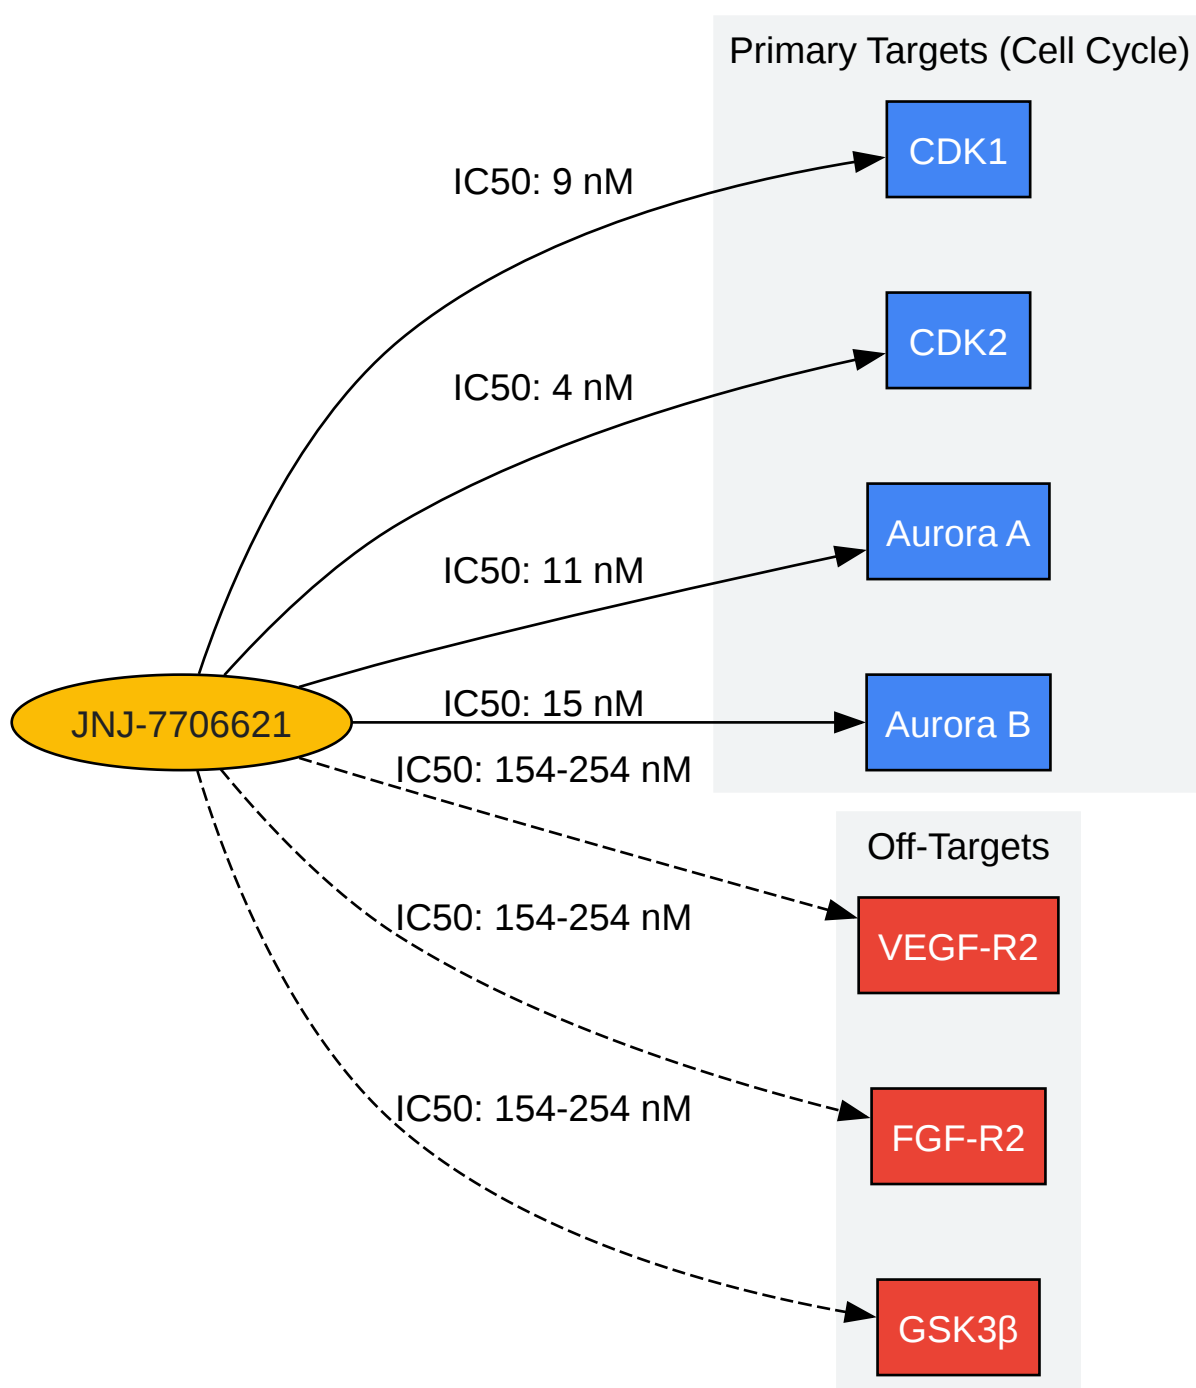 Primary Targets (Cell Cycle)
CDK1
IC50: 9 nM
CDK2
IC50: 4 nM
Aurora A
IC50: 11 nM
JNJ-7706621
IC50: 15 nM
Aurora B
IC50: 154-254 nM
Off-Targets
IC50: 154-254 nM
VEGF-R2
IC50: 154-254 nM
FGF-R2
GSK3β